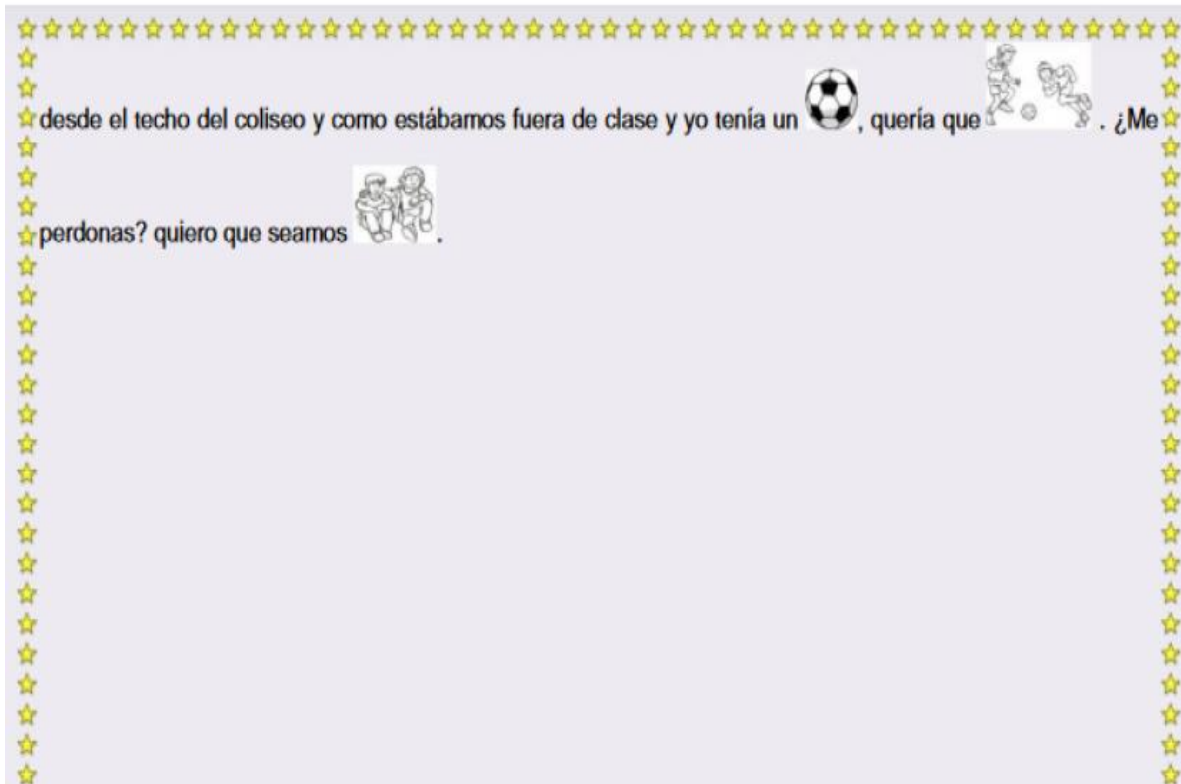 desde el techo del coliseo y como estábamos fuera de clase y yo tenía un , quería que . ¿Me
perdonas? quiero que seamos .